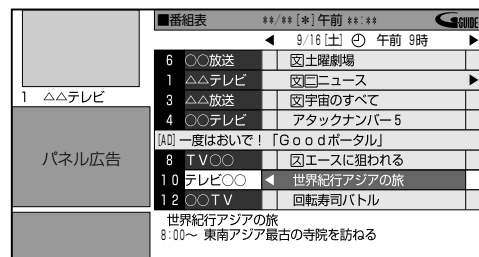 ■番組表 **/** [*] 午前 **:** G GUIDE
◀ 9/16 [土] 午前 9時 ▶
6 ○○放送 文土曜劇場
1 △△テレビ 文二ニュース ▶
3 △△放送 文宇宙のすべて
4 ○○テレビ アタックナンバー5
[AD] 一度はおいで!「Goodポータル」
8 TV○○ 文エースに狙われる
10 テレビ○○ ◀ 世界紀行アジアの旅
12 ○○TV 回転寿司バトル
世界紀行アジアの旅
8:00～ 東南アジア最古の寺院を訪ねる
1 △△テレビ
パネル広告